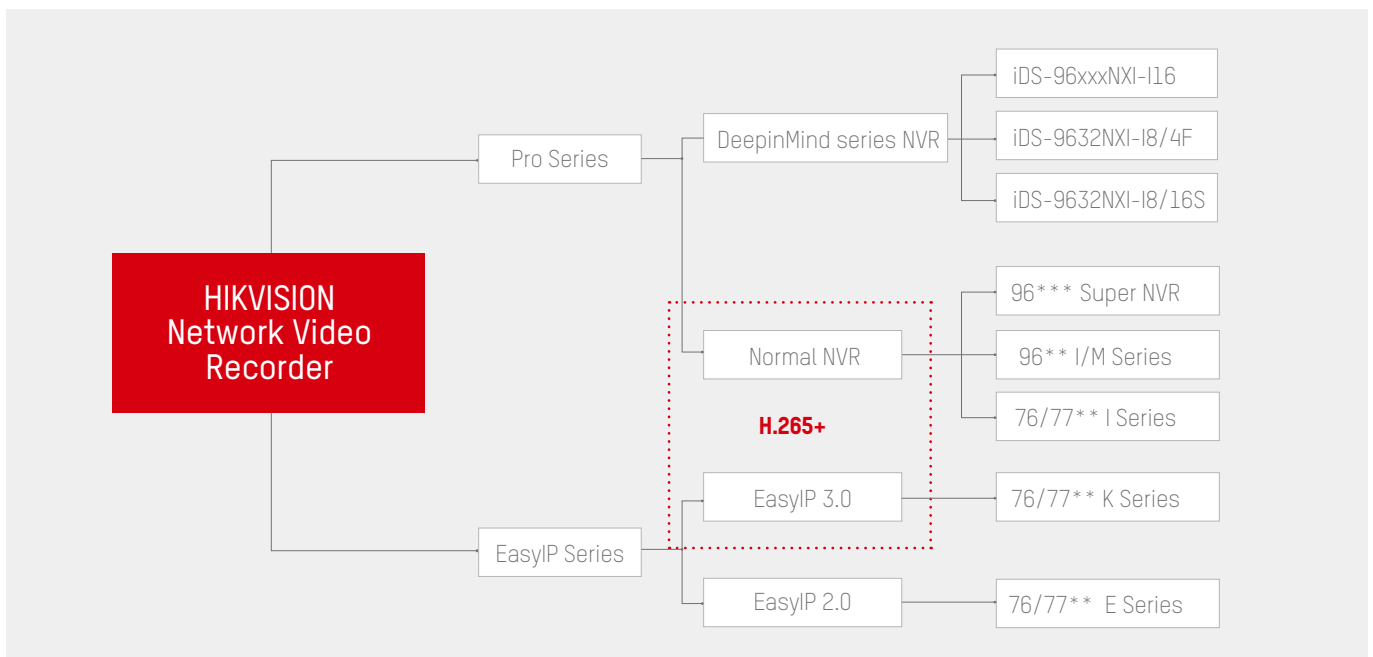 HIKVISION
Network Video
Recorder
Pro Series
DeepinMind series NVR
iDS-96xxxNXI-I16
iDS-9632NXI-I8/4F
iDS-9632NXI-I8/16S
Normal NVR
96*** Super NVR
96** I/M Series
76/77** I Series
H.265+
EasyIP Series
EasyIP 3.0
76/77** K Series
EasyIP 2.0
76/77** E Series